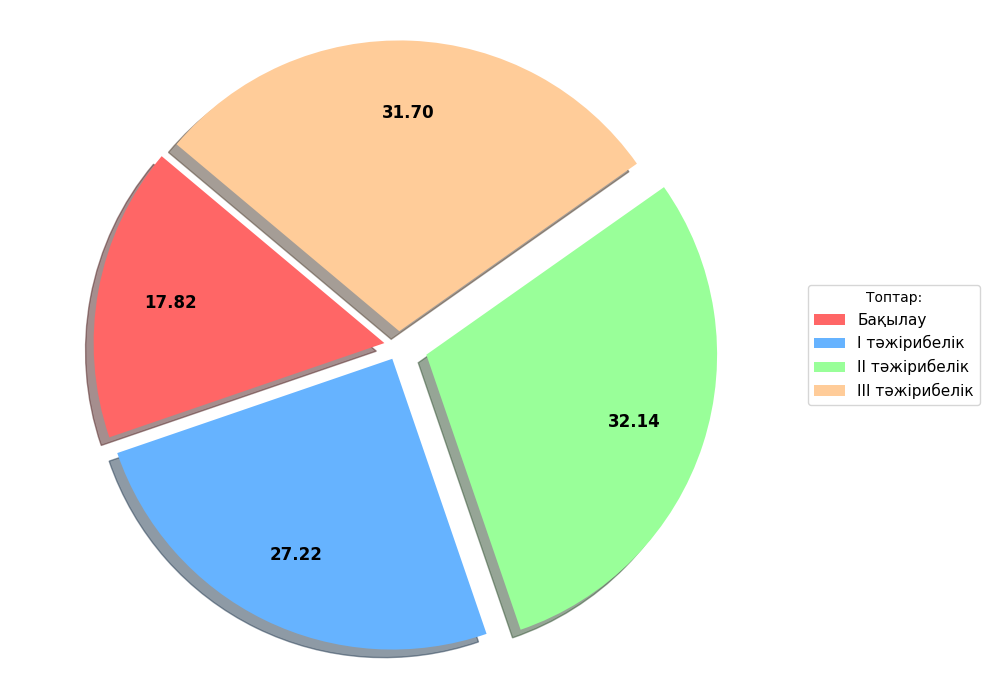 31.70
17.82
32.14
27.22
Топтар:
Бақылау
I тәжірибелік
II тәжірибелік
III тәжірибелік